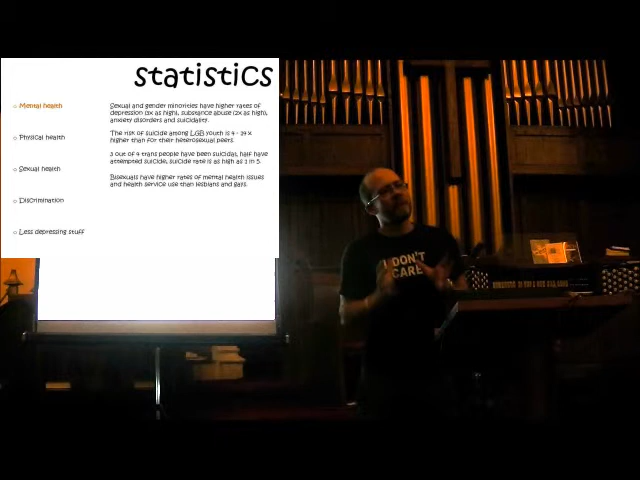 statistics
Mental health
Physical health
Sexual health
Discrimination
Less depressing stuff
Sexual and gender minorities have higher rates of
depression (2x as high), substance abuse (2x as high),
anxiety disorders and suicidality.
The risk of suicide among LGB youth is 4 - 14 x
higher than for their heterosexual peers.
3 out of 4 trans people have been suicidal, half have
attempted suicide; suicide rate is as high as 1 in 5.
Bisexuals have higher rates of mental health issues
and health service use than lesbians and gays.
I DON'T
CARE